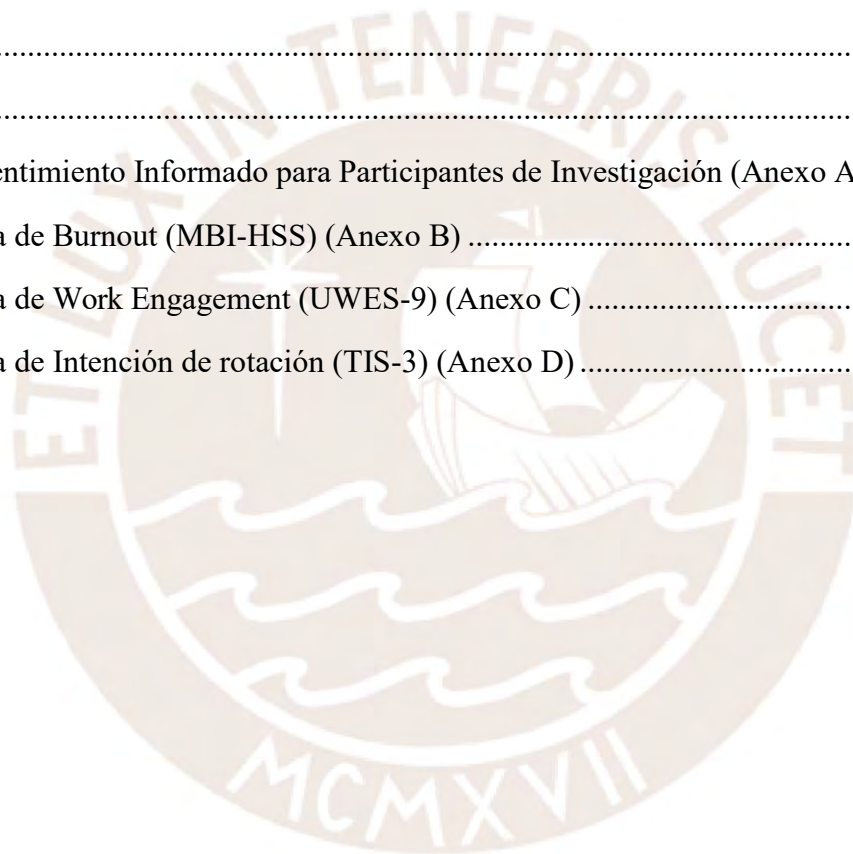 ............................................................................................
............................................................................................
entimiento Informado para Participantes de Investigación (Anexo A
a de Burnout (MBI-HSS) (Anexo B) ..................................................
a de Work Engagement (UWES-9) (Anexo C) ...................................
a de Intención de rotación (TIS-3) (Anexo D) ...................................
ET LUX IN TENEBRIS LUCET
MCMXVII